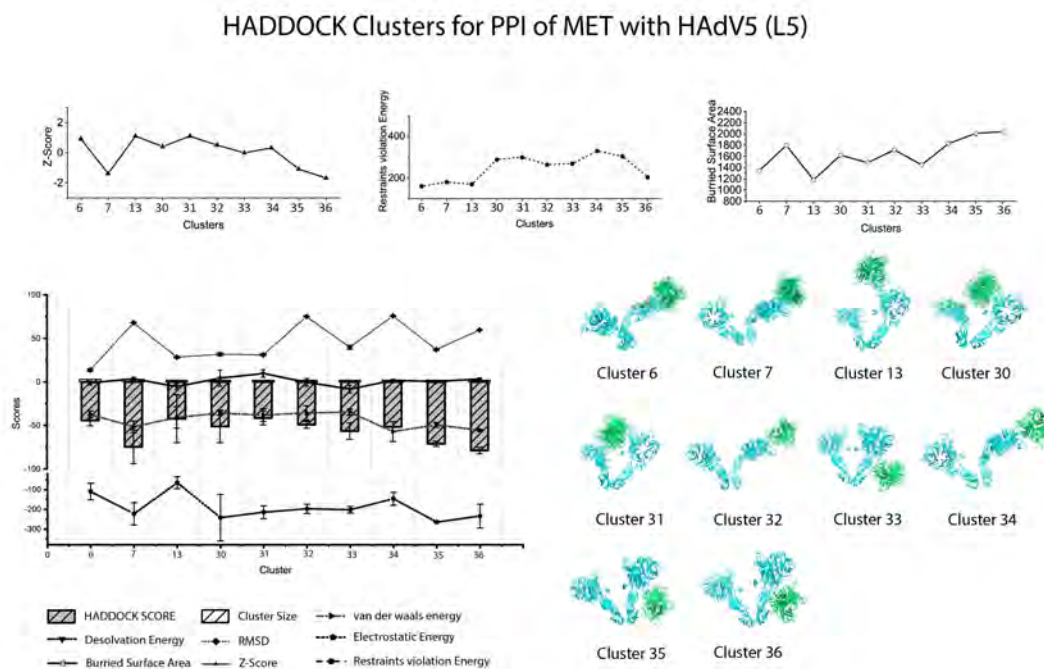 HADDOCK Clusters for PPI of MET with HAdV5 (L5)
Z-Score
2
0
-2
6 7 13 30 31 32 33 34 35 36
Clusters
Restraints violation Energy
400
200
6 7 13 30 31 32 33 34 35 36
Clusters
Burried Surface Area
2400
2200
2000
1800
1600
1400
1200
1000
800
6 7 13 30 31 32 33 34 35 36
Clusters
Scores
100
50
0
-50
-100
-100
-200
-300
0 6 7 13 30 31 32 33 34 35 36
Cluster
HADDOCK SCORE Cluster Size van der waals energy
Desolvation Energy RMSD Electrostatic Energy
Burried Surface Area Z-Score Restraints violation Energy
Cluster 6 Cluster 7 Cluster 13 Cluster 30
Cluster 31 Cluster 32 Cluster 33 Cluster 34
Cluster 35 Cluster 36